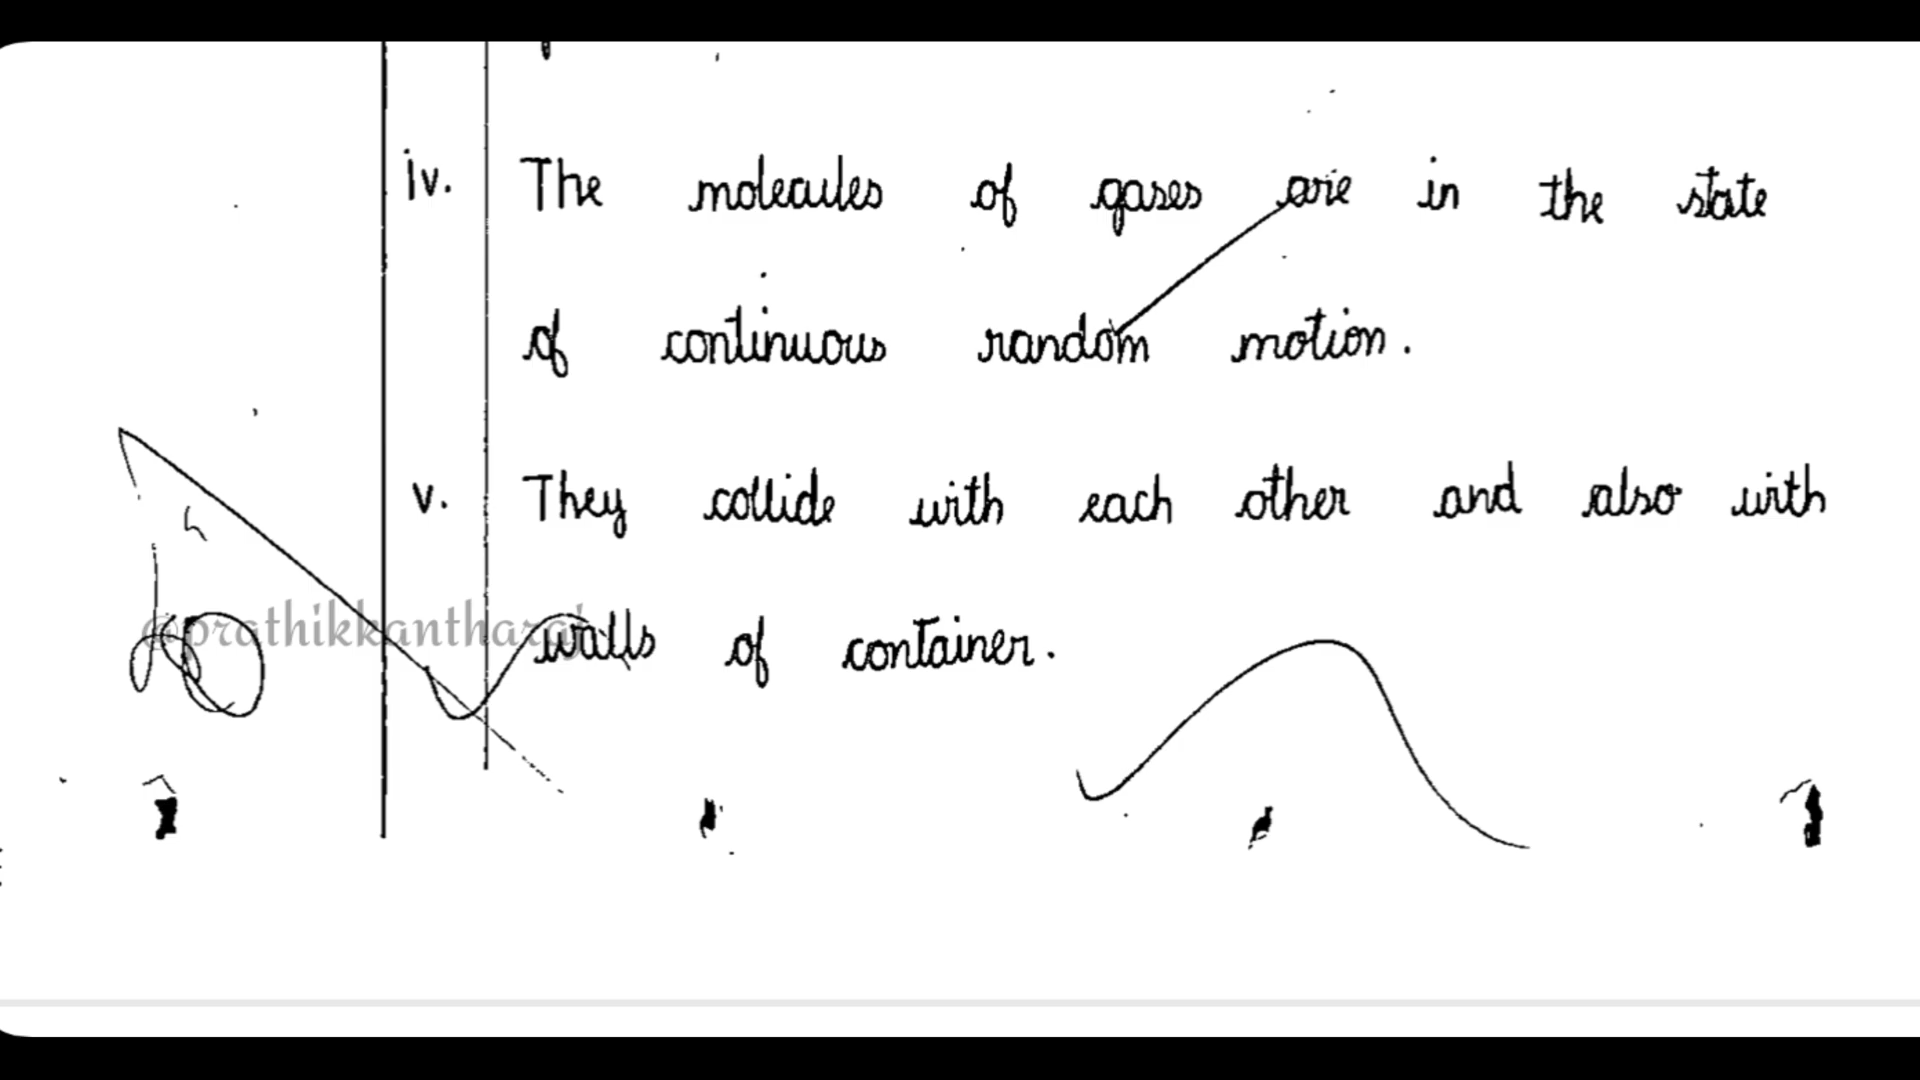 iv. The molecules of gases are in the state
of continuous random motion.
v. They collide with each other and also with
walls of container.